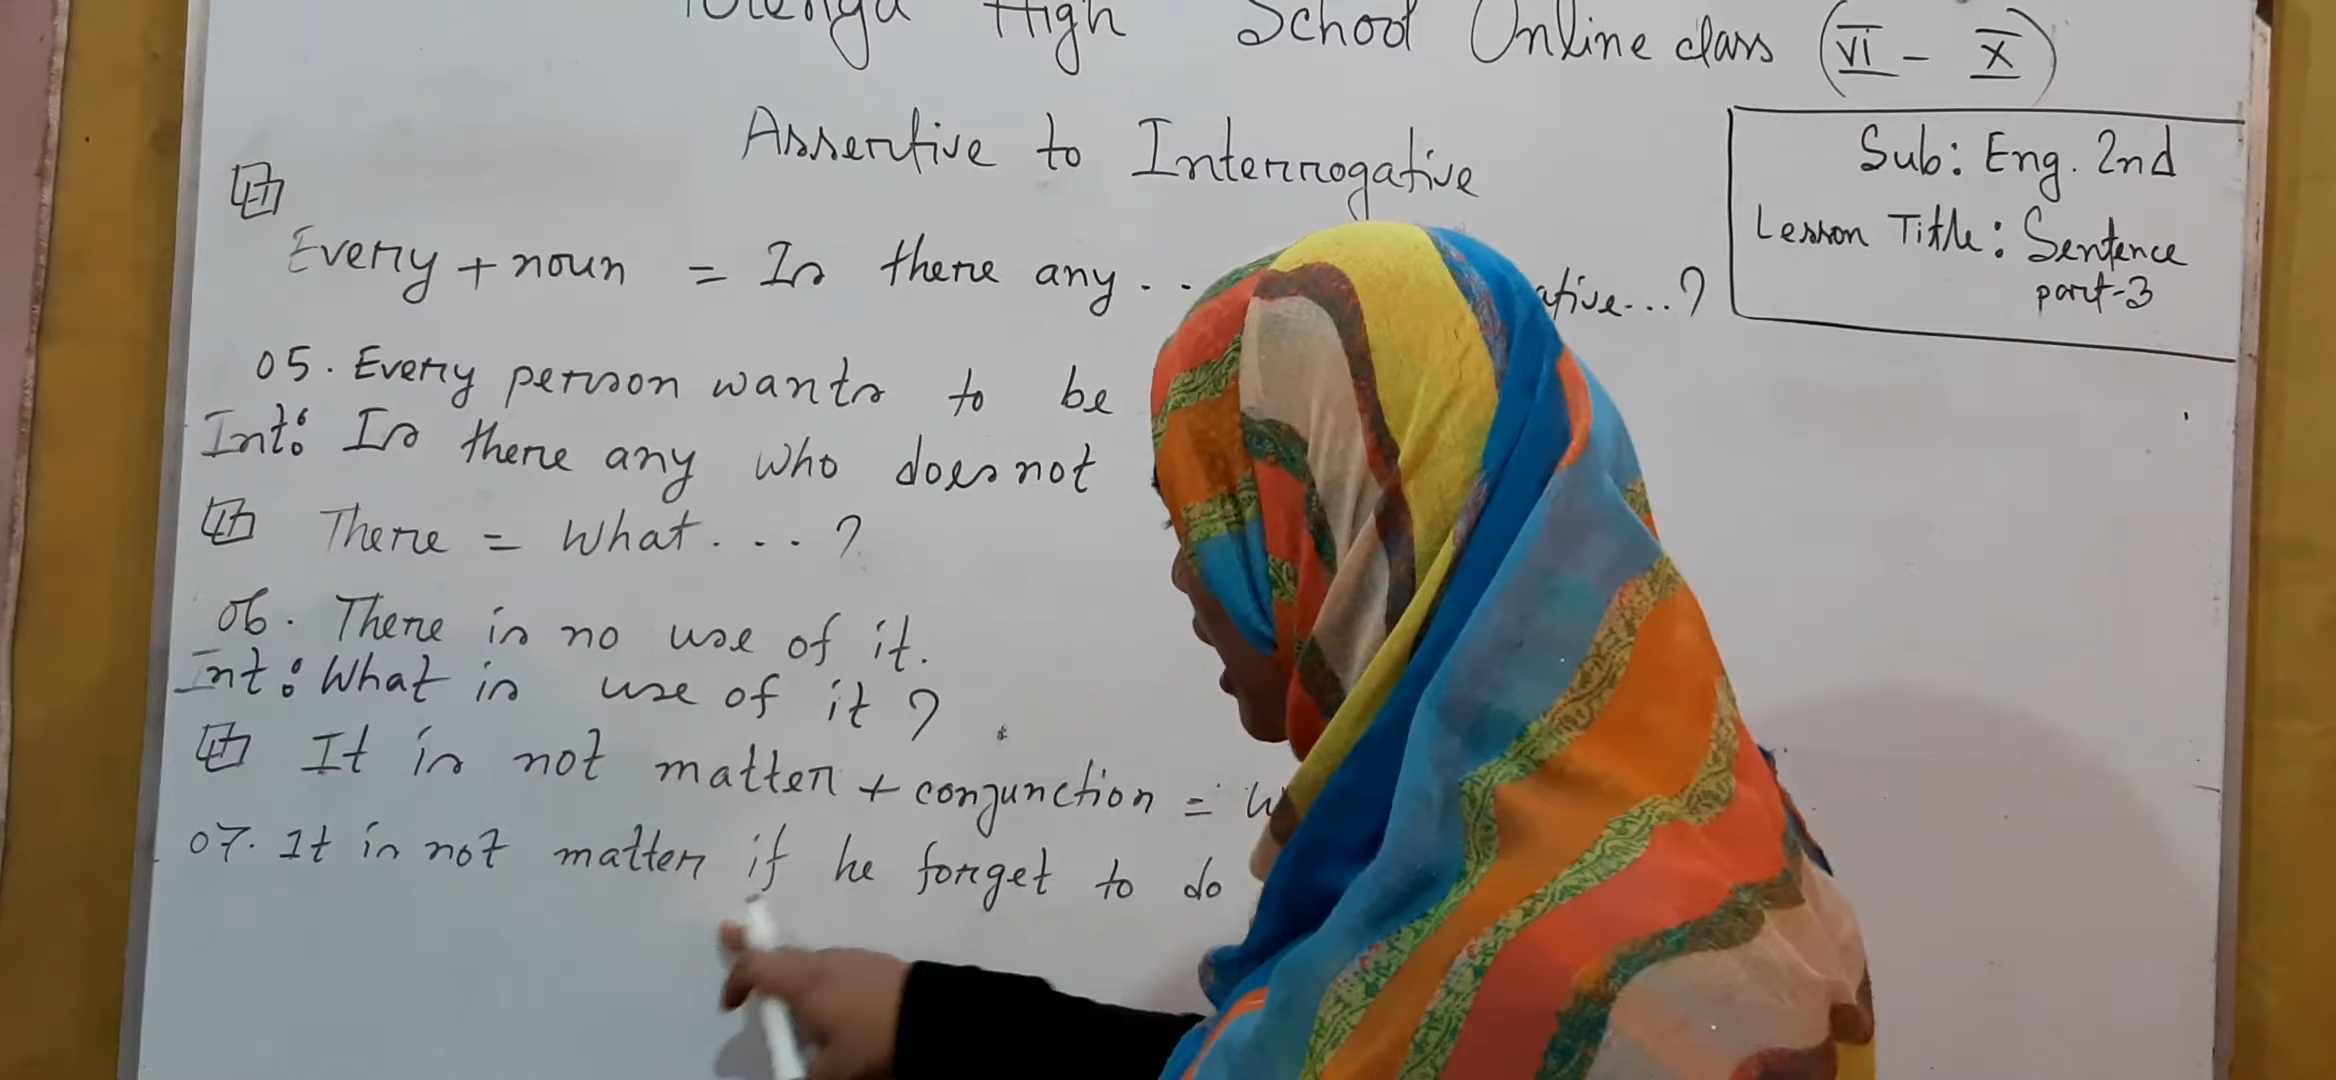 High School Online class (VI - X)
Assertive to Interrogative
Sub: Eng. 2nd
Lesson Title: Sentence
part-3
Every + noun = Is there any . . ...?
05. Every person wants to be
Int: Is there any who does not
There = What. . . . ?
06. There is no use of it.
Int: What is use of it ?
It is not matter + conjunction =
07. It is not matter if he forget to do